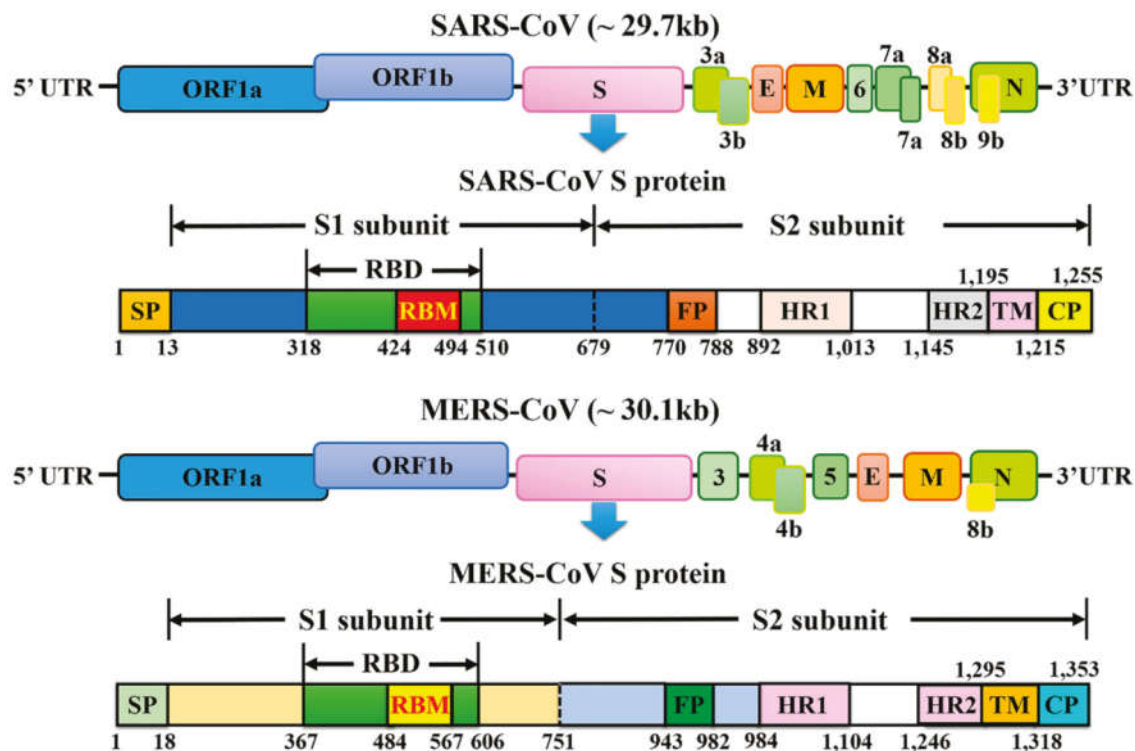 SARS-CoV (~ 29.7kb)
3a 7a 8a
5' UTR ORF1a ORF1b S E M 6 N 3'UTR
3b 7a 8b 9b
SARS-CoV S protein
S1 subunit S2 subunit
RBD 1,195 1,255
SP RBM FP HR1 HR2 TM CP
1 13 318 424 494 510 679 770 788 892 1,013 1,145 1,215
MERS-CoV (~ 30.1kb)
4a
5' UTR ORF1a ORF1b S 3 5 E M N 3'UTR
4b 8b
MERS-CoV S protein
S1 subunit S2 subunit
RBD 1,295 1,353
SP RBM FP HR1 HR2 TM CP
1 18 367 484 567 606 751 943 982 984 1,104 1,246 1,318